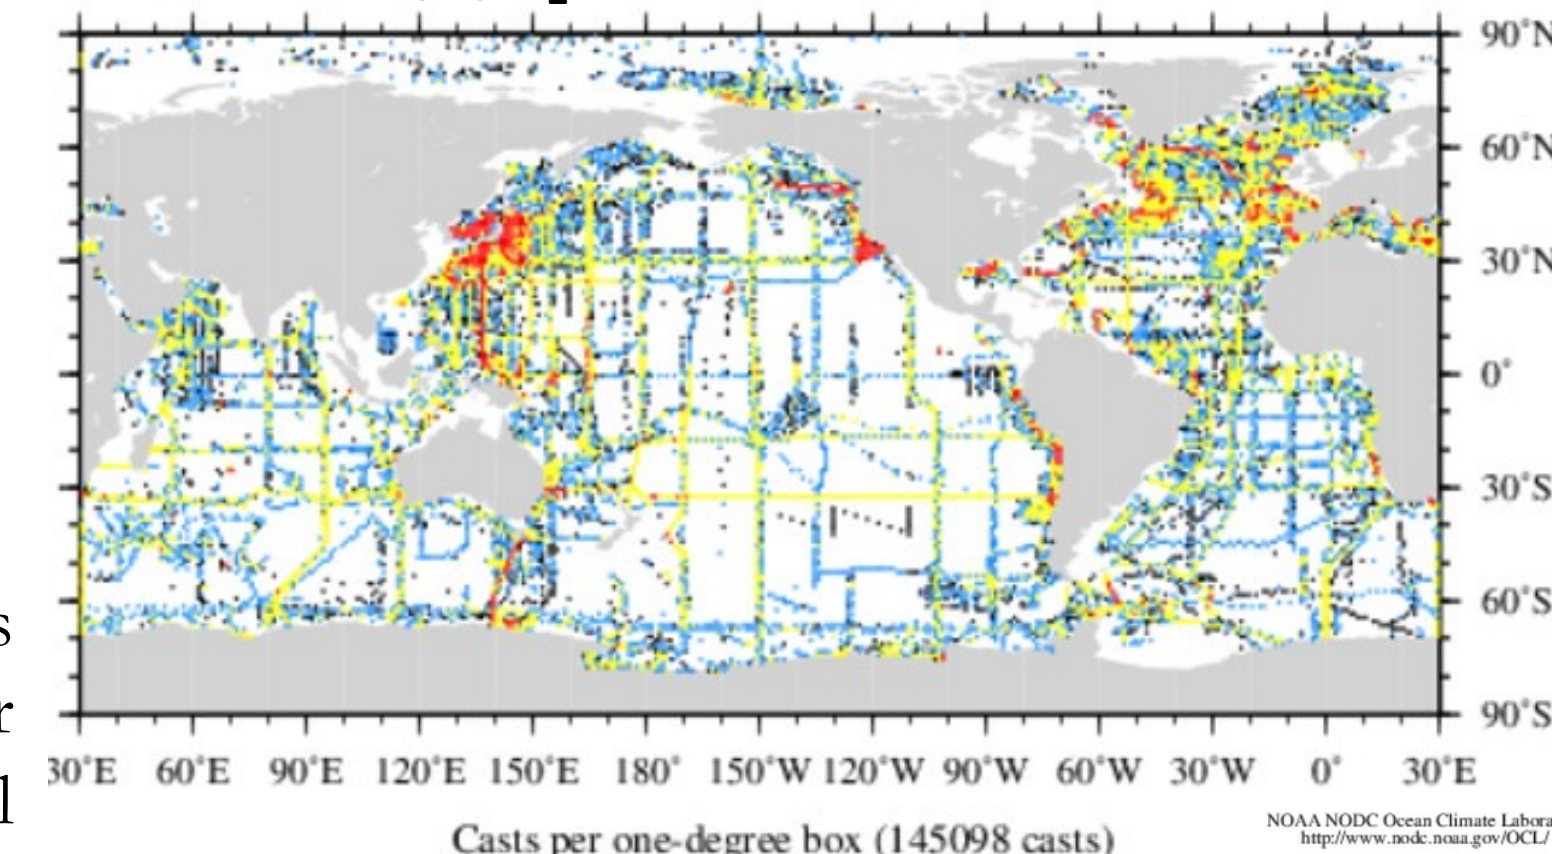 90°N
60°N
30°N
0°
30°S
60°S
90°S
s
r
l
30°E 60°E 90°E 120°E 150°E 180° 150°W 120°W 90°W 60°W 30°W 0° 30°E
Casts per one-degree box (145098 casts)
NOAA NODC Ocean Climate Labora
http://www.nodc.noaa.gov/OCL/